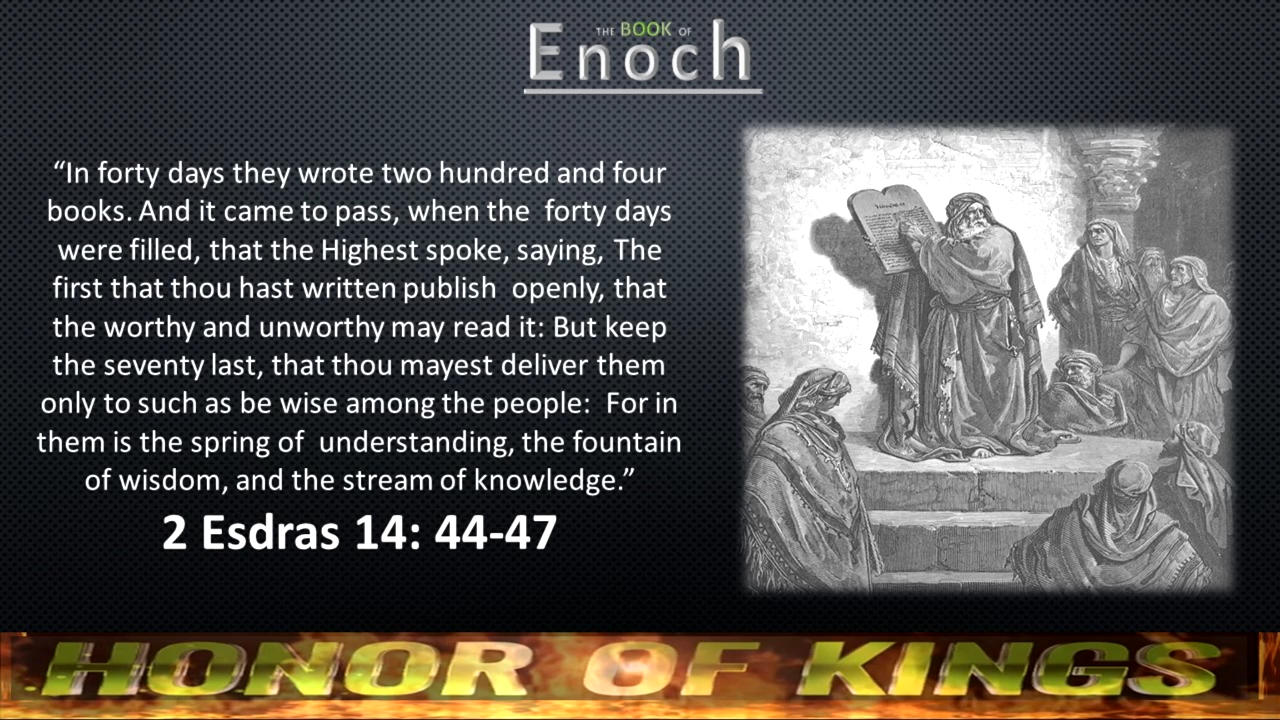 THE BOOK OF
Enoch
“In forty days they wrote two hundred and four
books. And it came to pass, when the  forty days
were filled, that the Highest spoke, saying, The
first that thou hast written publish  openly, that
the worthy and unworthy may read it: But keep
the seventy last, that thou mayest deliver them
only to such as be wise among the people:  For in
them is the spring of  understanding, the fountain
of wisdom, and the stream of knowledge.”
2 Esdras 14: 44-47
HONOR OF KINGS